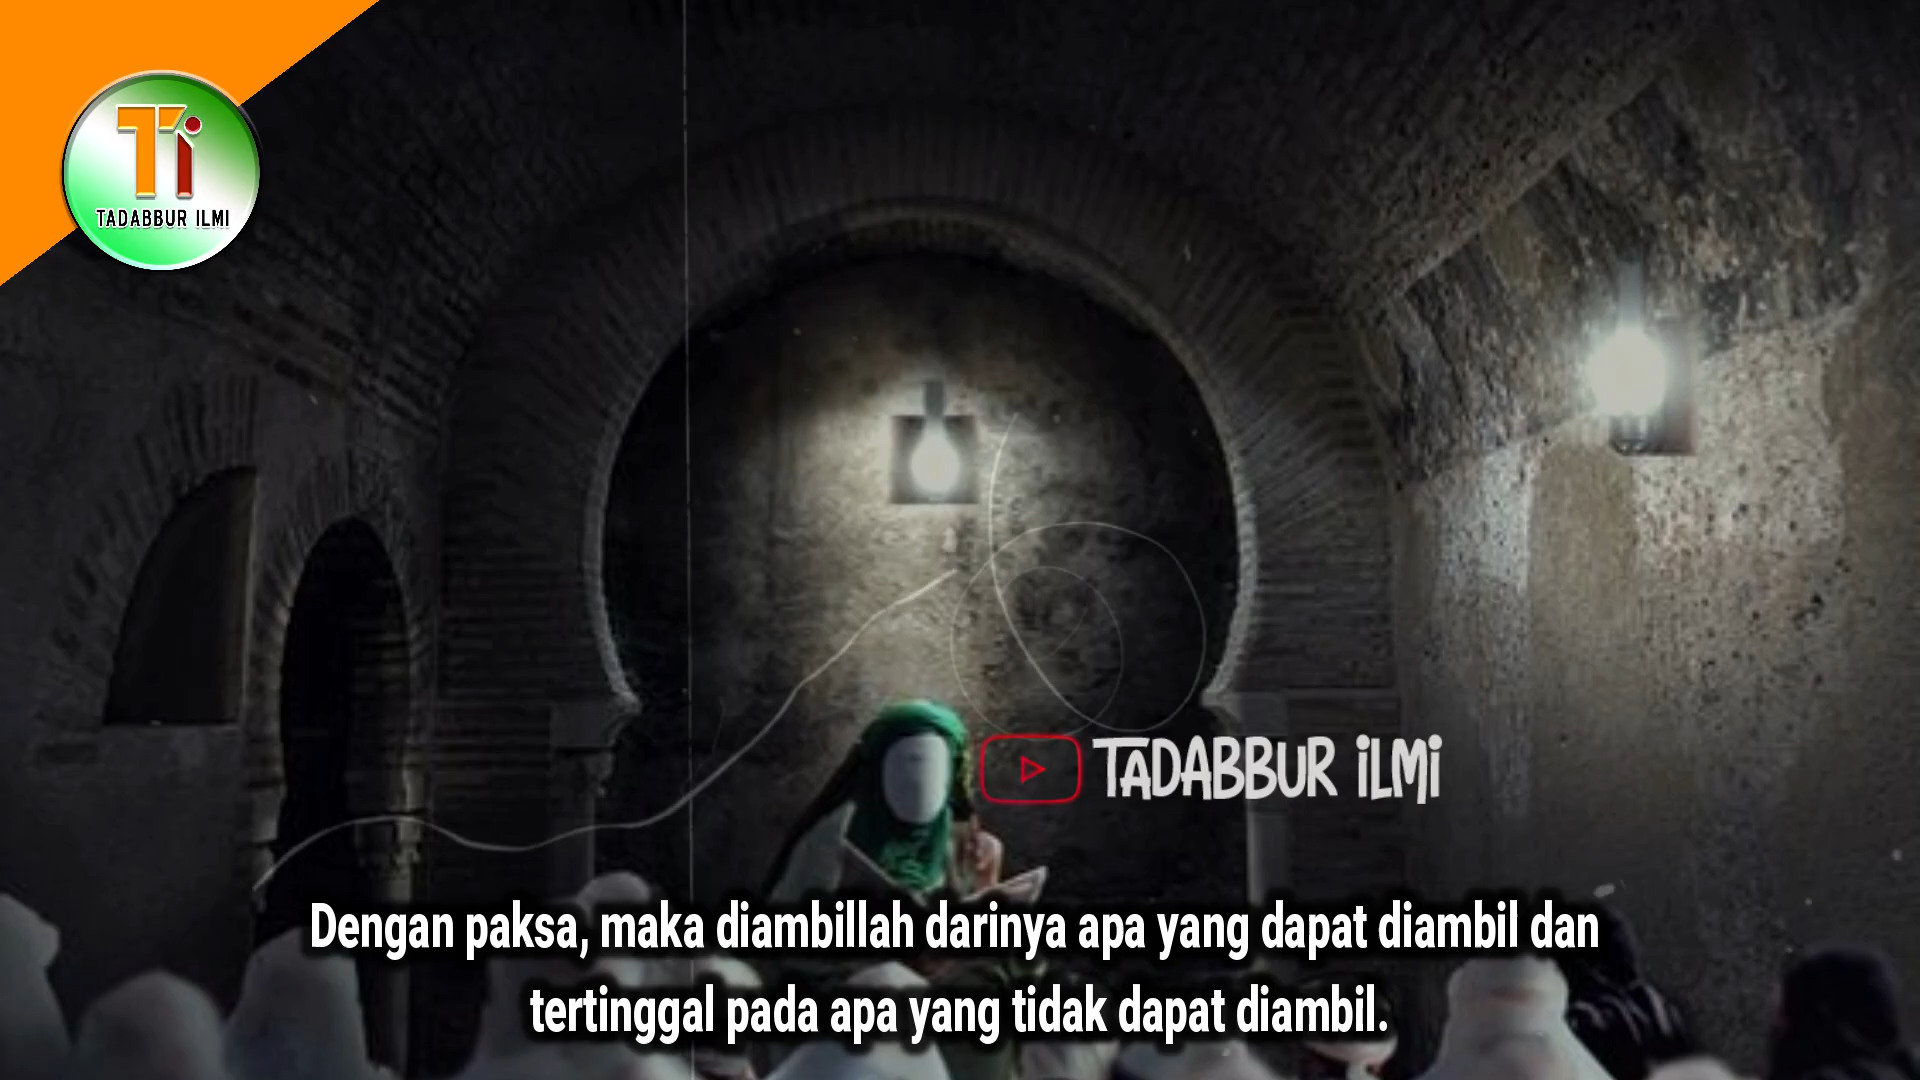 Ti
TADABBUR ILMI
TADABBUR iLMi
Dengan paksa, maka diambillah darinya apa yang dapat diambil dan
tertinggal pada apa yang tidak dapat diambil.